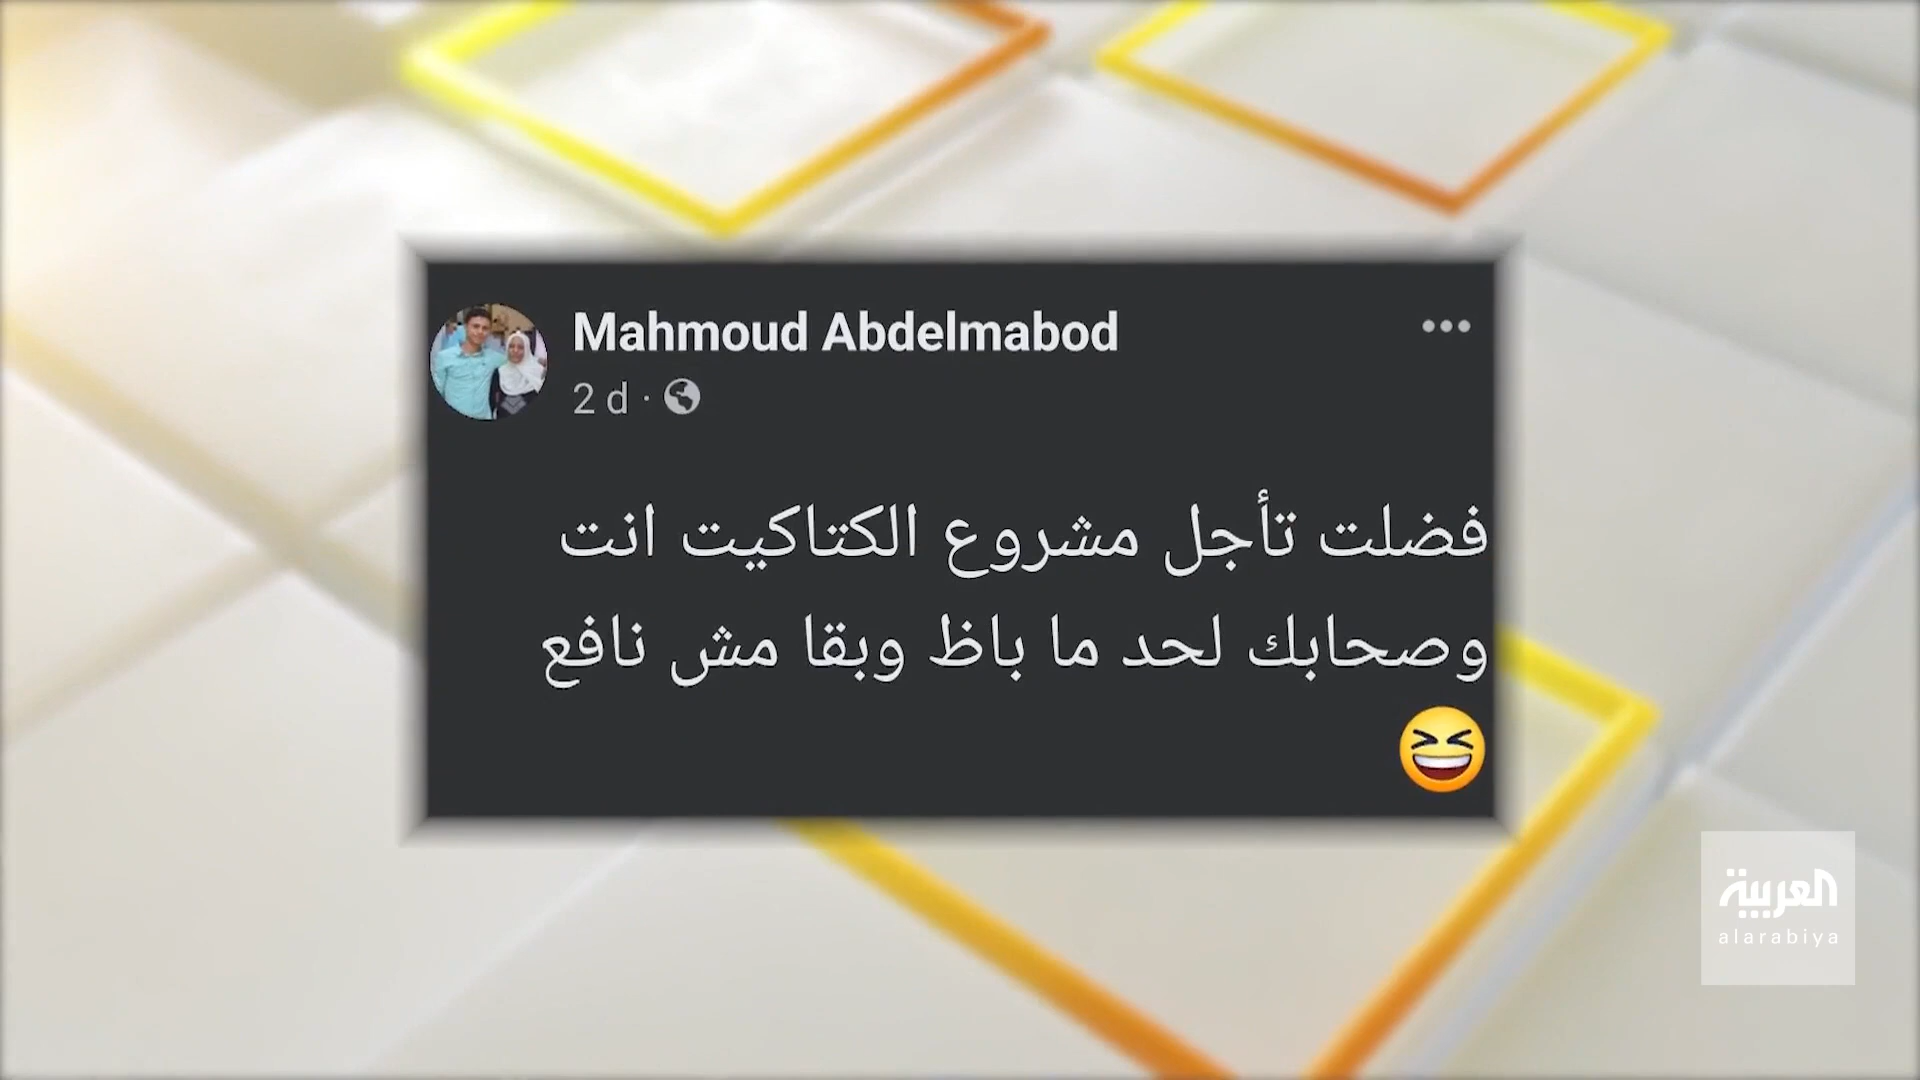 Mahmoud Abdelmabod
2 d ·
فضلت تأجل مشروع الكتاكيت انت
وصحابك لحد ما باظ وبقا مش نافع
😆
العربية
alarabiya